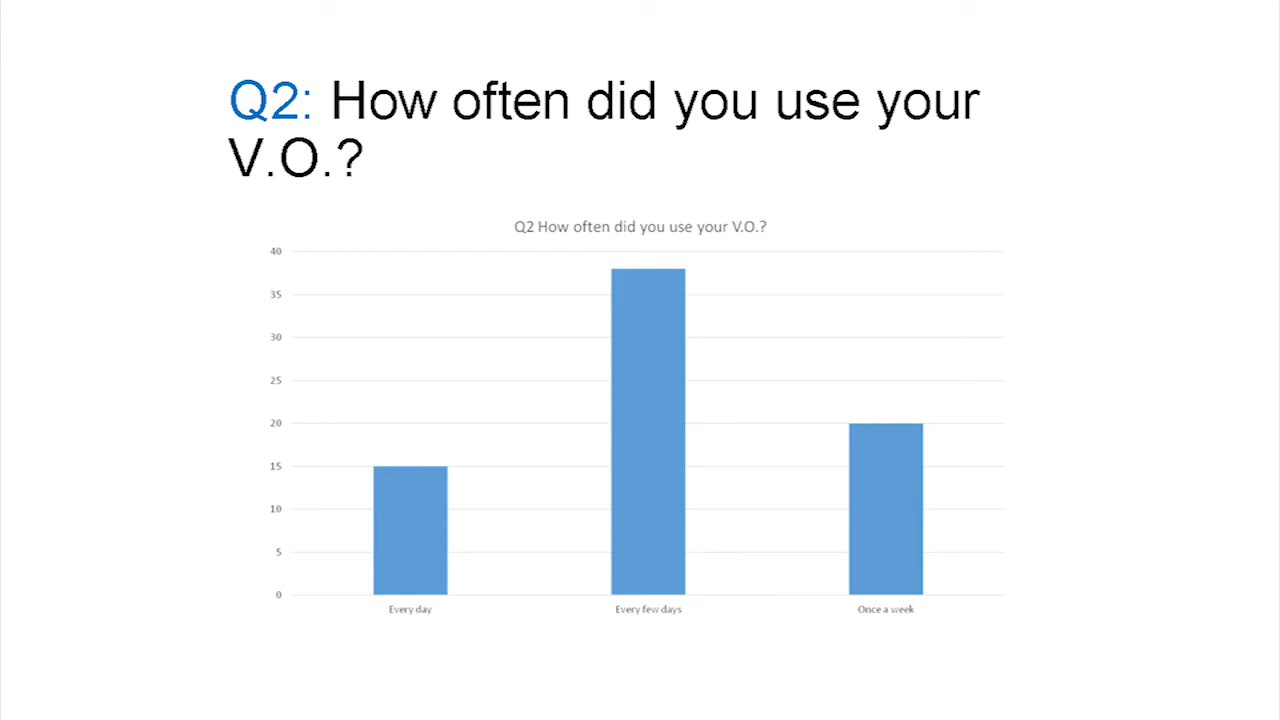 Q2: How often did you use your
V.O.?
Q2 How often did you use your V.O.?
40
35
30
25
20
15
10
5
0
Every day
Every few days
Once a week